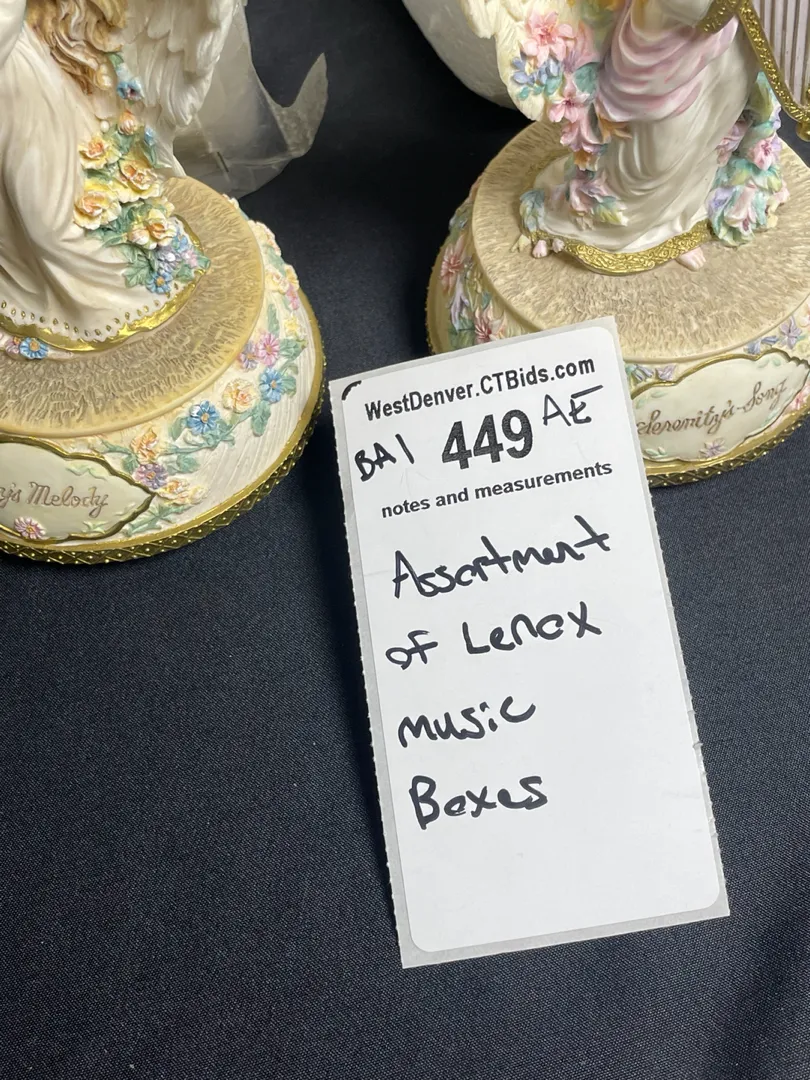 WestDenver.CTBids.com
BA1 449 AE
notes and measurements
Assortment
of Lenox
music
Boxes
Melody
Serenity's Song